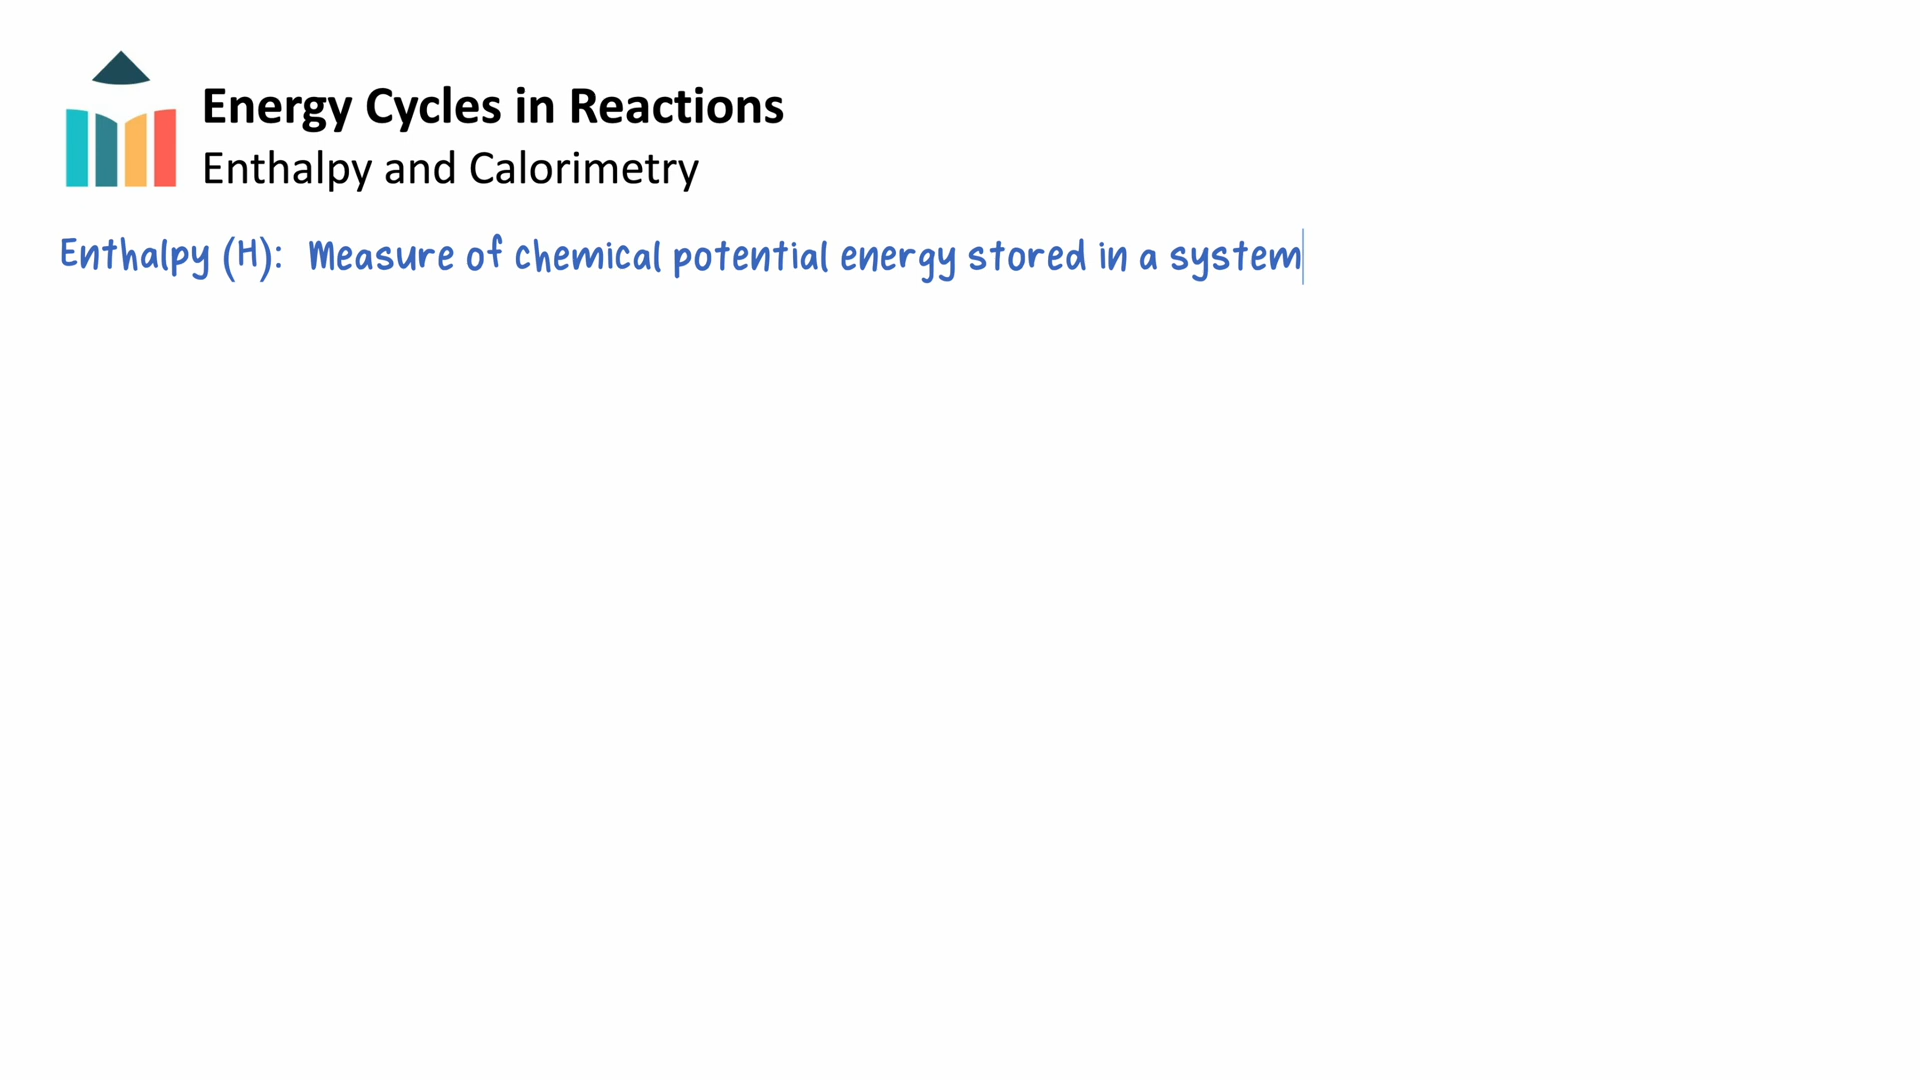 Energy Cycles in Reactions
Enthalpy and Calorimetry
Enthalpy (H): Measure of chemical potential energy stored in a system